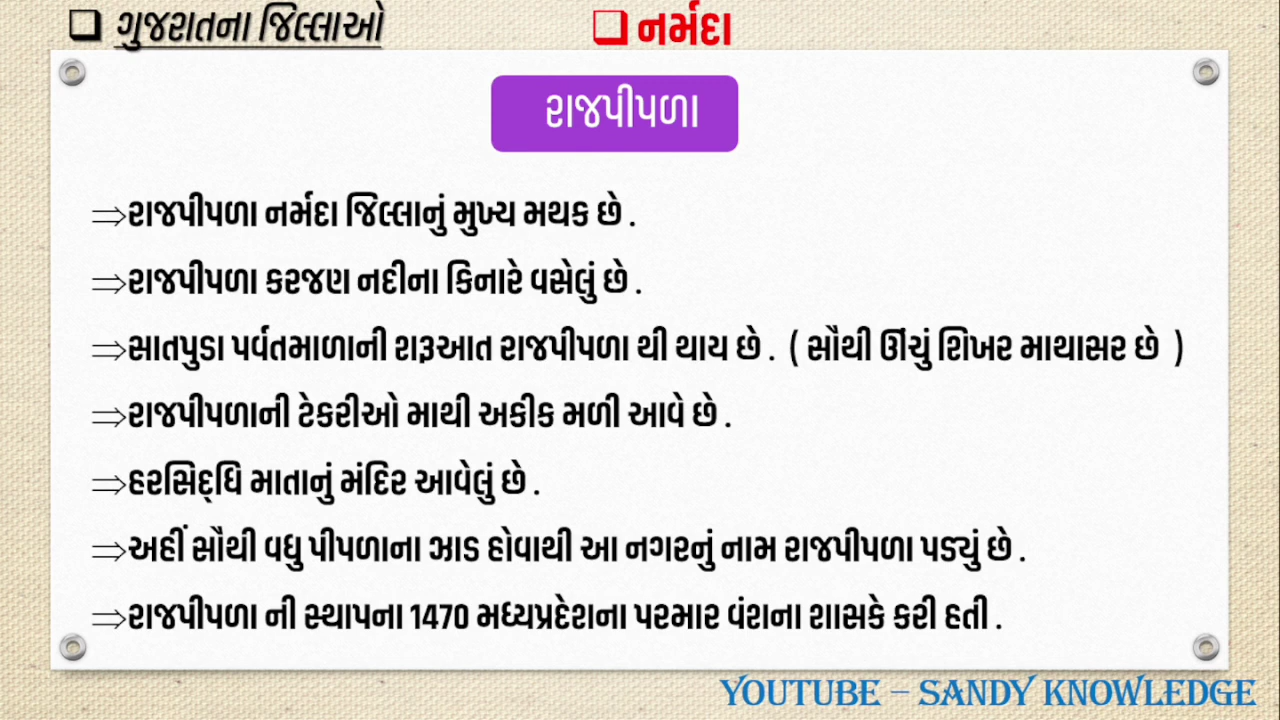 ❑ ગુજરાતના જિલ્લાઓ
❑ નર્મદા
રાજપીપળા
⇒રાજપીપળા નર્મદા જિલ્લાનું મુખ્ય મથક છે .
⇒રાજપીપળા કરજણ નદીના કિનારે વસેલું છે .
⇒સાતપુડા પર્વતમાળાની શરૂઆત રાજપીપળા થી થાય છે . ( સૌથી ઊંચું શિખર માથાસર છે )
⇒રાજપીપળાની ટેકરીઓ માથી અકીક મળી આવે છે .
⇒હરસિદ્ધિ માતાનું મંદિર આવેલું છે .
⇒અહીં સૌથી વધુ પીપળાના ઝાડ હોવાથી આ નગરનું નામ રાજપીપળા પડ્યું છે .
⇒રાજપીપળા ની સ્થાપના 1470 મધ્યપ્રદેશના પરમાર વંશના શાસકે કરી હતી .
YOUTUBE – SANDY KNOWLEDGE